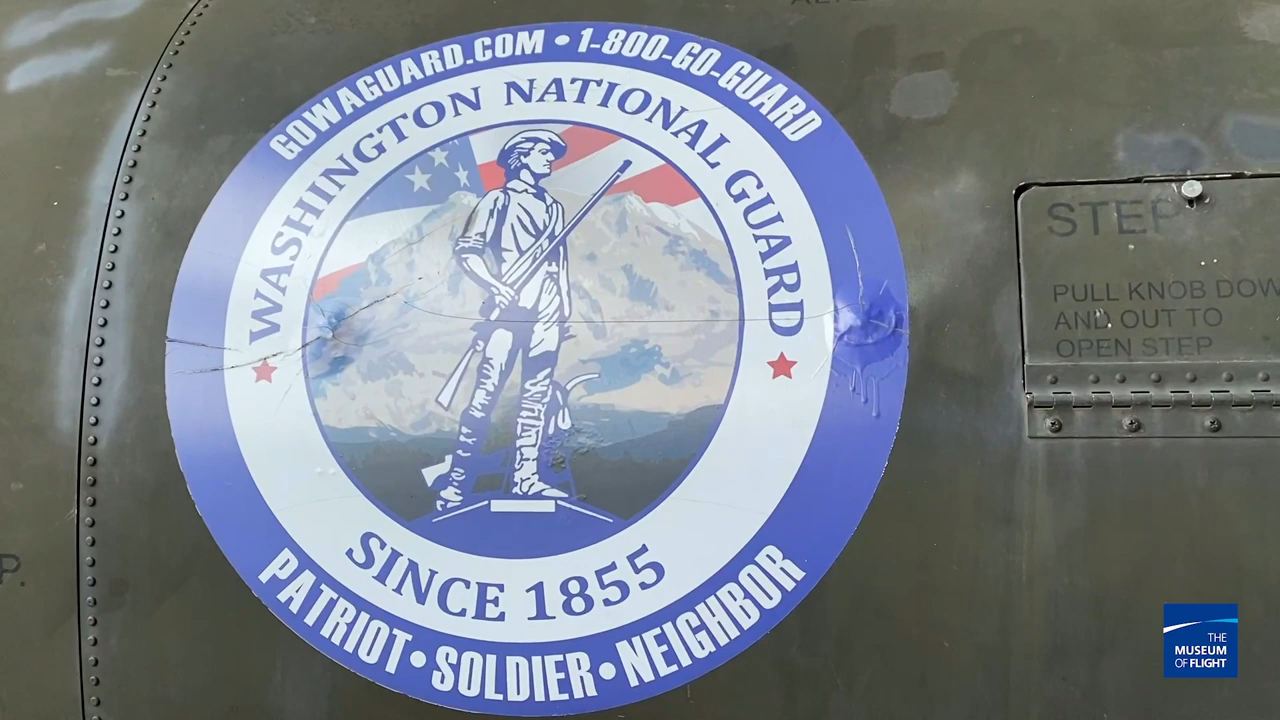 GOWAGUARD.COM • 1-800-GO-GUARD
WASHINGTON NATIONAL GUARD
SINCE 1855
PATRIOT • SOLDIER • NEIGHBOR
STEP
PULL KNOB DOW
AND OUT TO
OPEN STEP
P.
THE
MUSEUM
OF FLIGHT